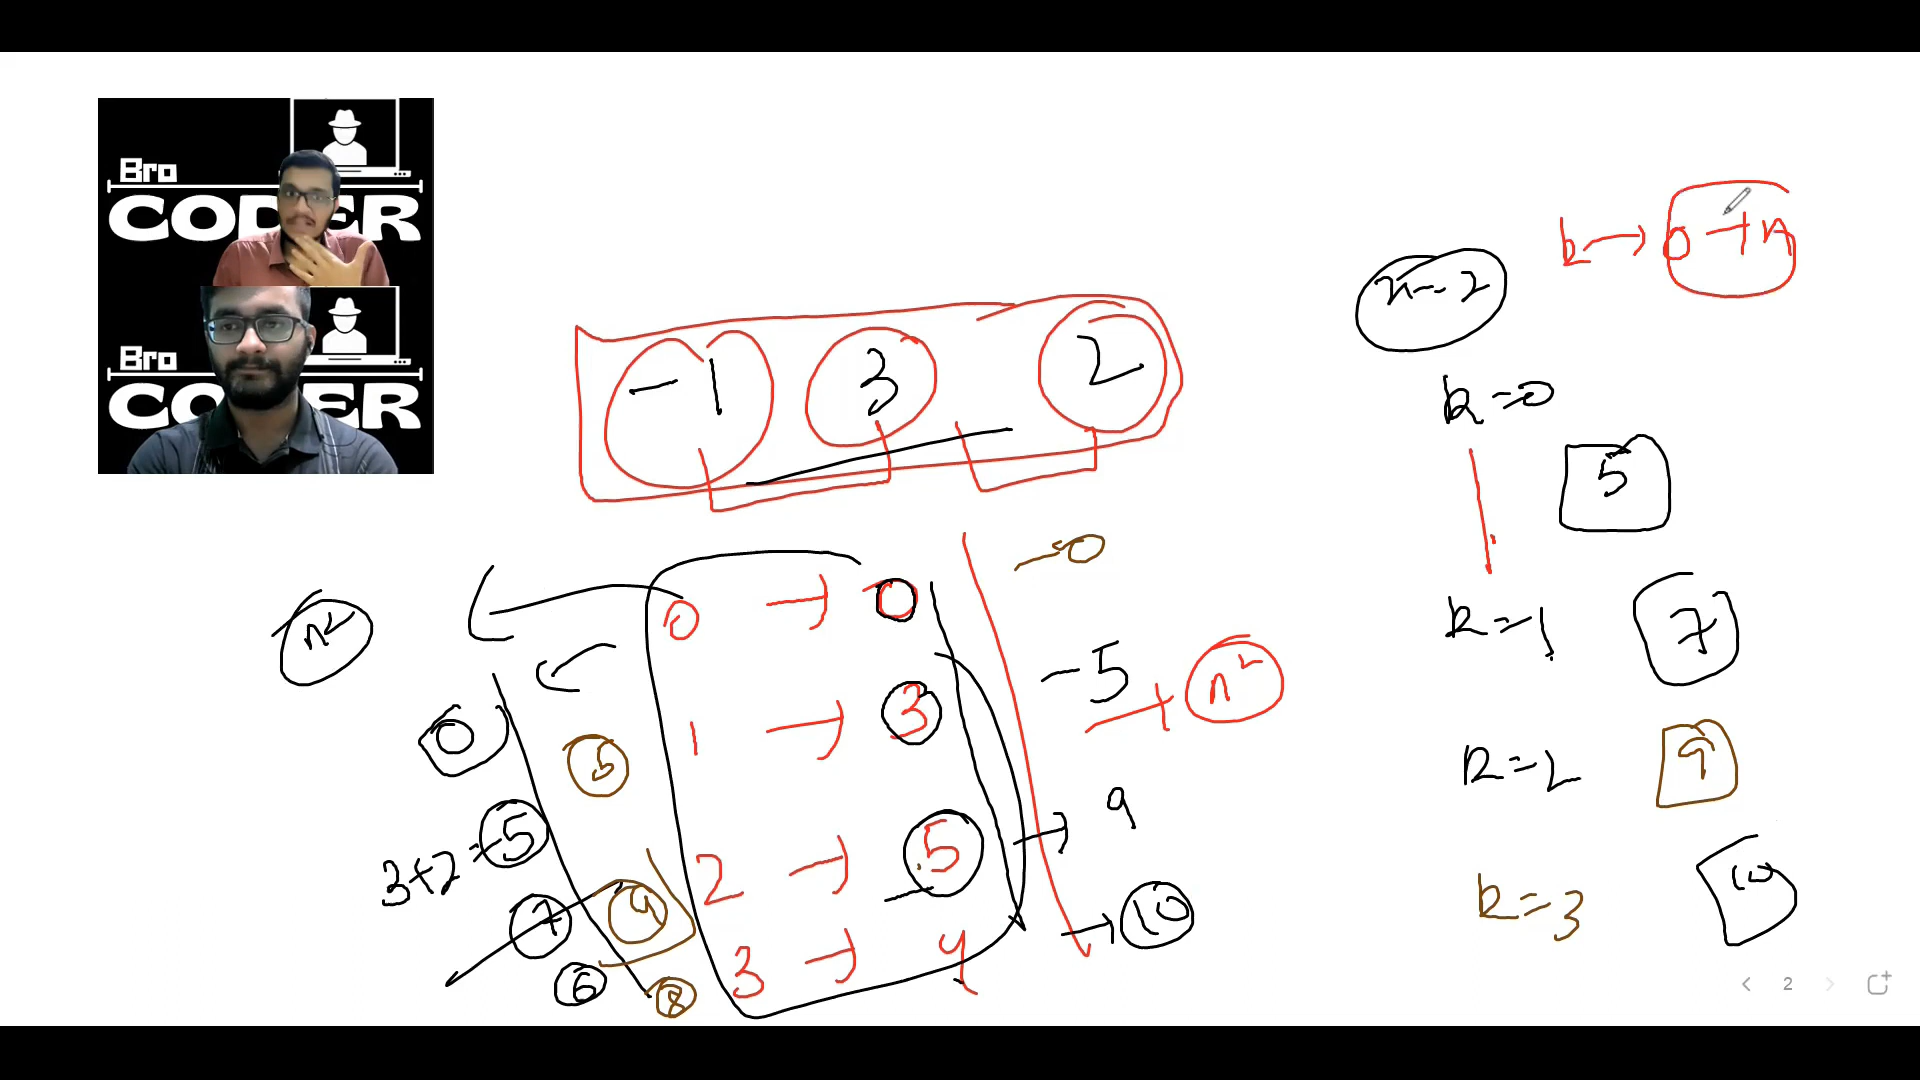 Bro
CODER
Bro
CODER
k → 0 → n
x = 2
-1 3 2
k=0
5
→ 0
0 → 0
n²
k=1
7
-5
n²
1 → 3
0
5
k=2
9
→ 9
2 → 5
3+2=5
k=3
10
→ 10
7
9
3 → 4
6
8
2